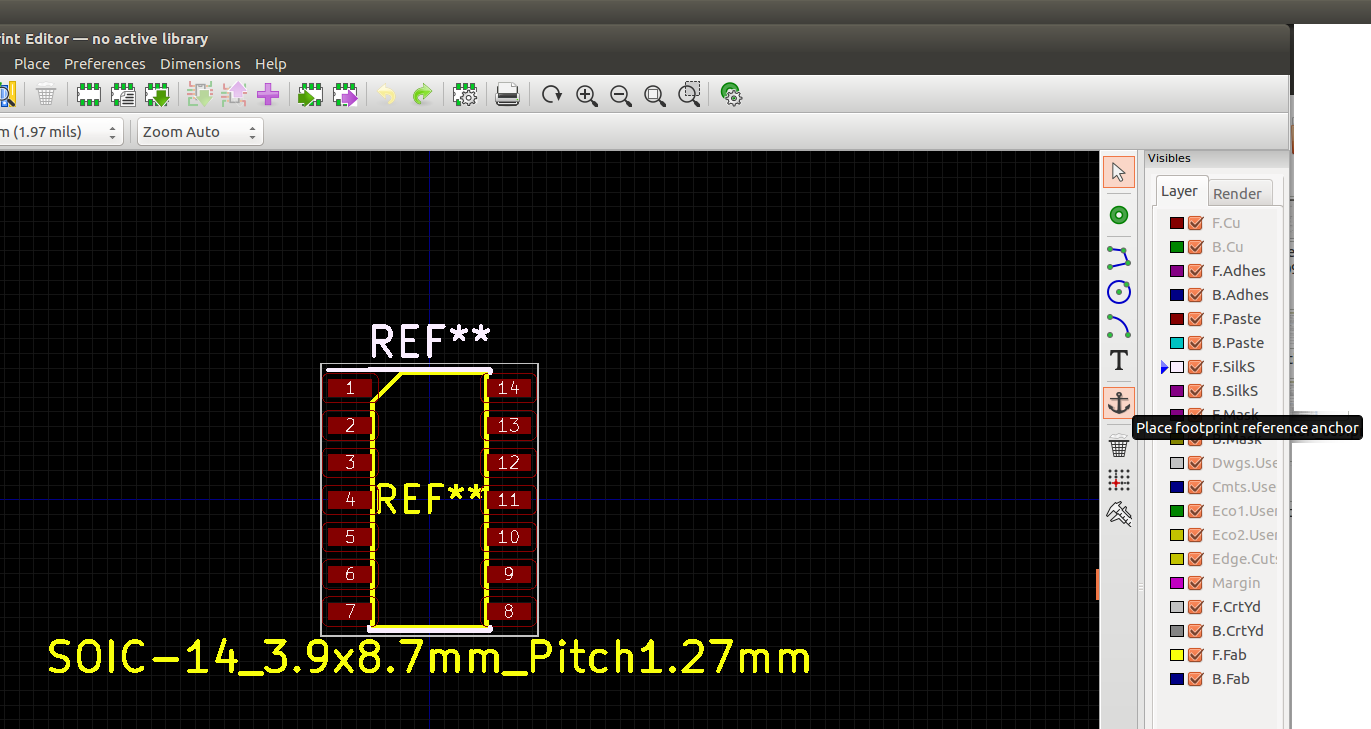 int Editor — no active library
Place Preferences Dimensions Help
m (1.97 mils) Zoom Auto
Visibles
Layer Render
F.Cu
B.Cu
F.Adhes
B.Adhes
F.Paste
B.Paste
F.SilkS
B.SilkS
F.Mask
Place footprint reference anchor
B.Mask
Dwgs.Use
Cmts.Use
Eco1.User
Eco2.User
Edge.Cuts
Margin
F.CrtYd
B.CrtYd
F.Fab
B.Fab
T
REF**
1 14
2 13
3 12
4 REF** 11
5 10
6 9
7 8
SOIC-14_3.9x8.7mm_Pitch1.27mm